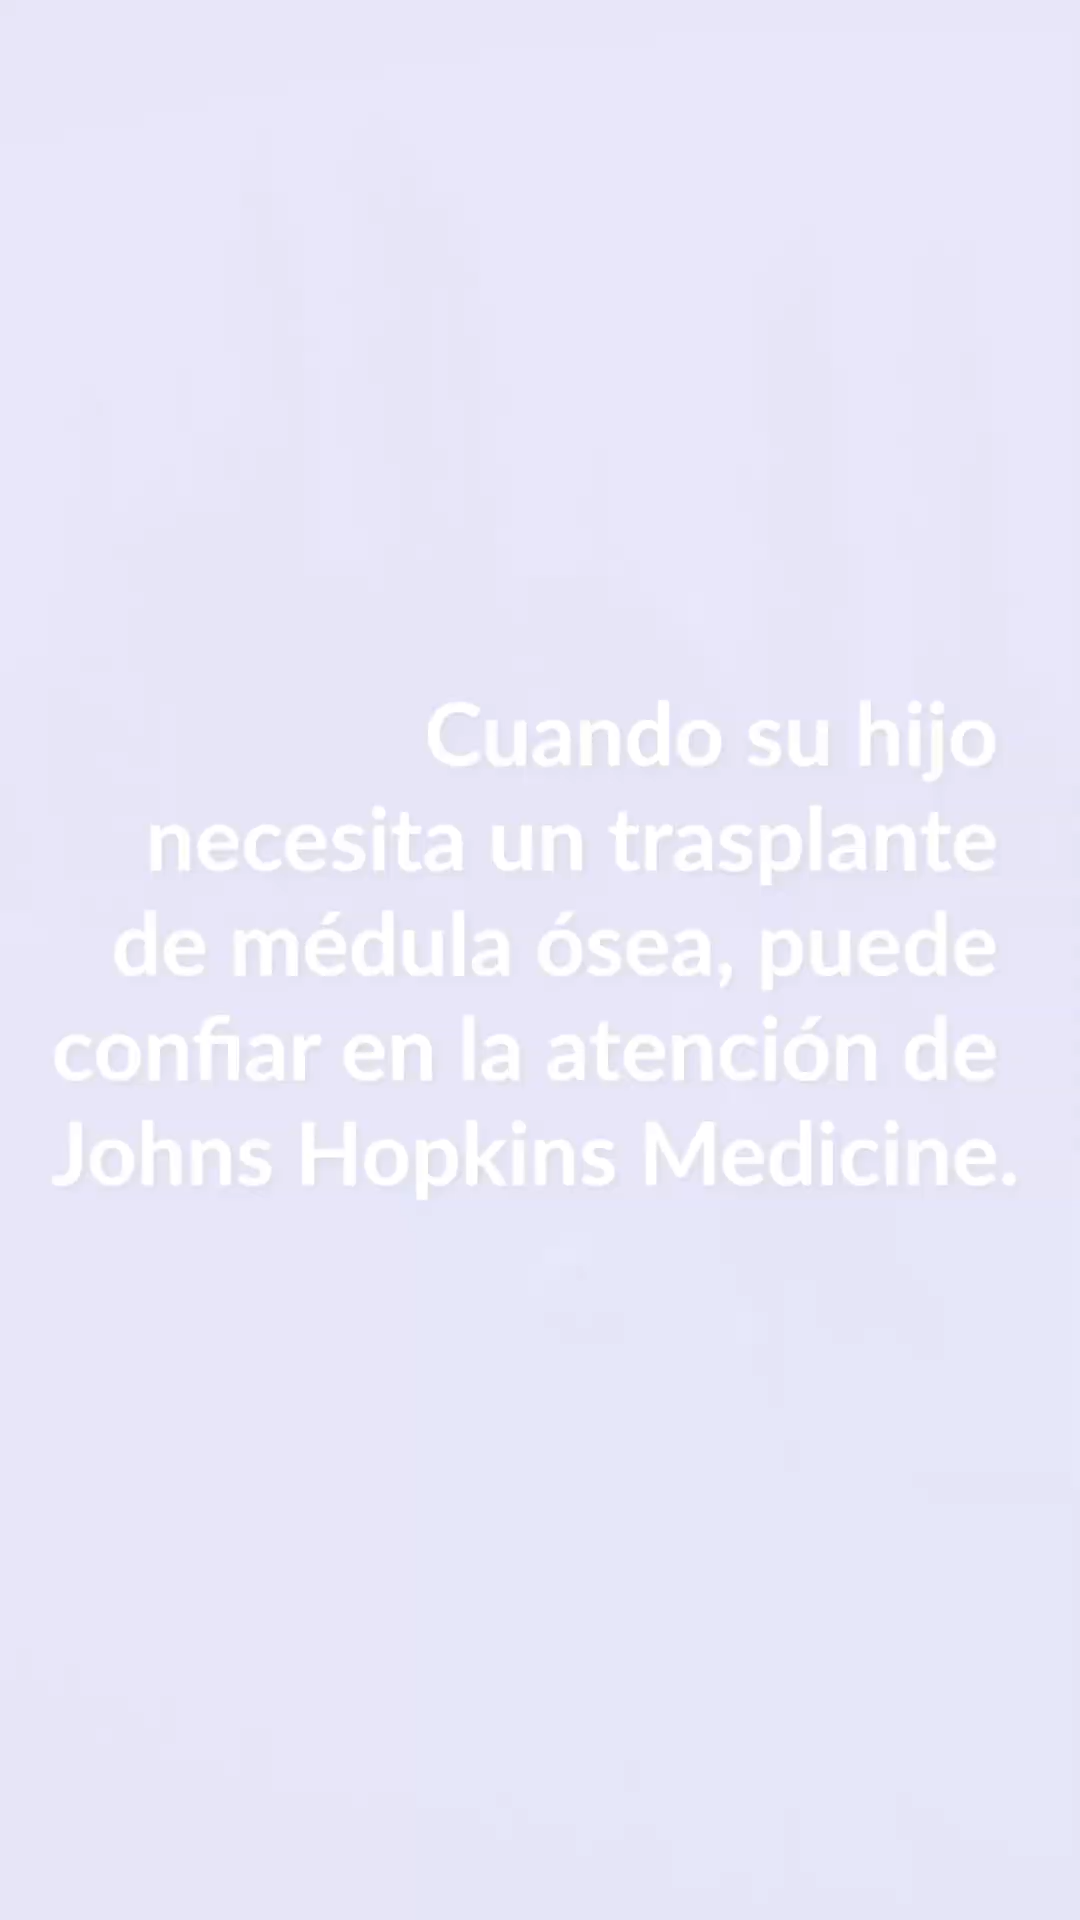 Cuando su hijo
necesita un trasplante
de médula ósea, puede
confiar en la atención de
Johns Hopkins Medicine.